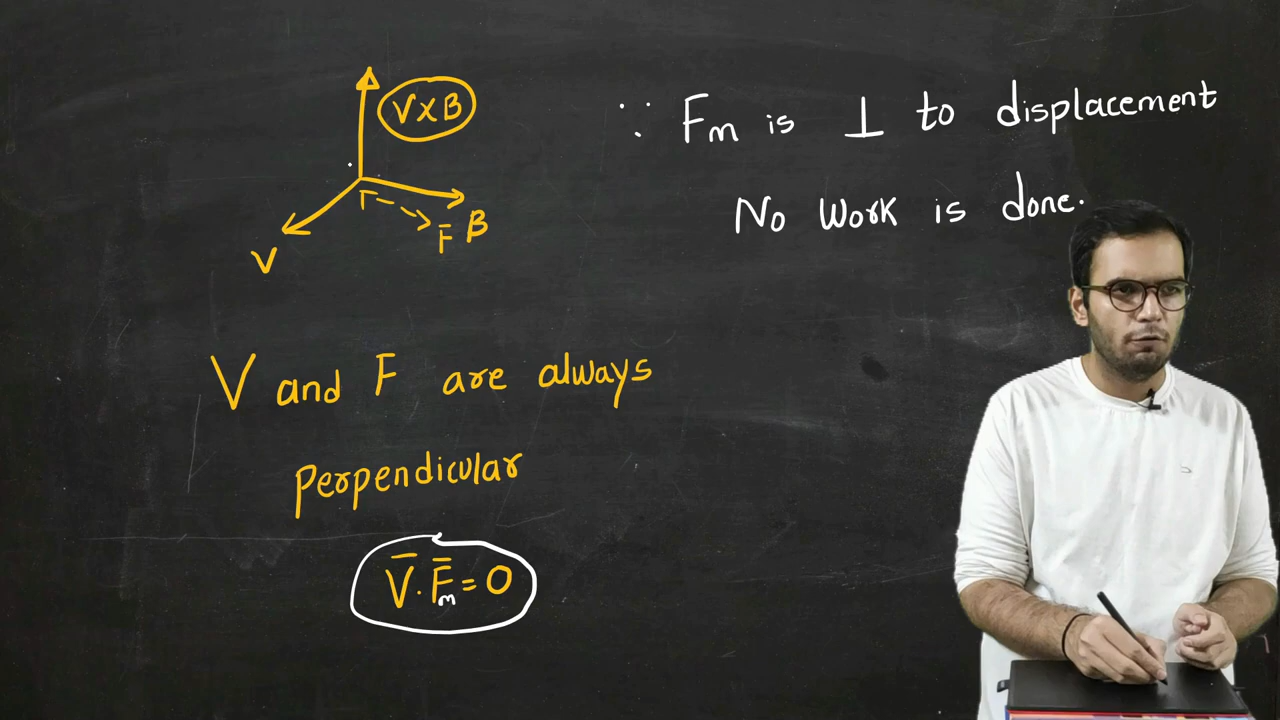 V×B
V
F̄
B
∵ Fm is ⊥ to displacement
No Work is done.
V and F are always
perpendicular
V̄ · F̄m = 0